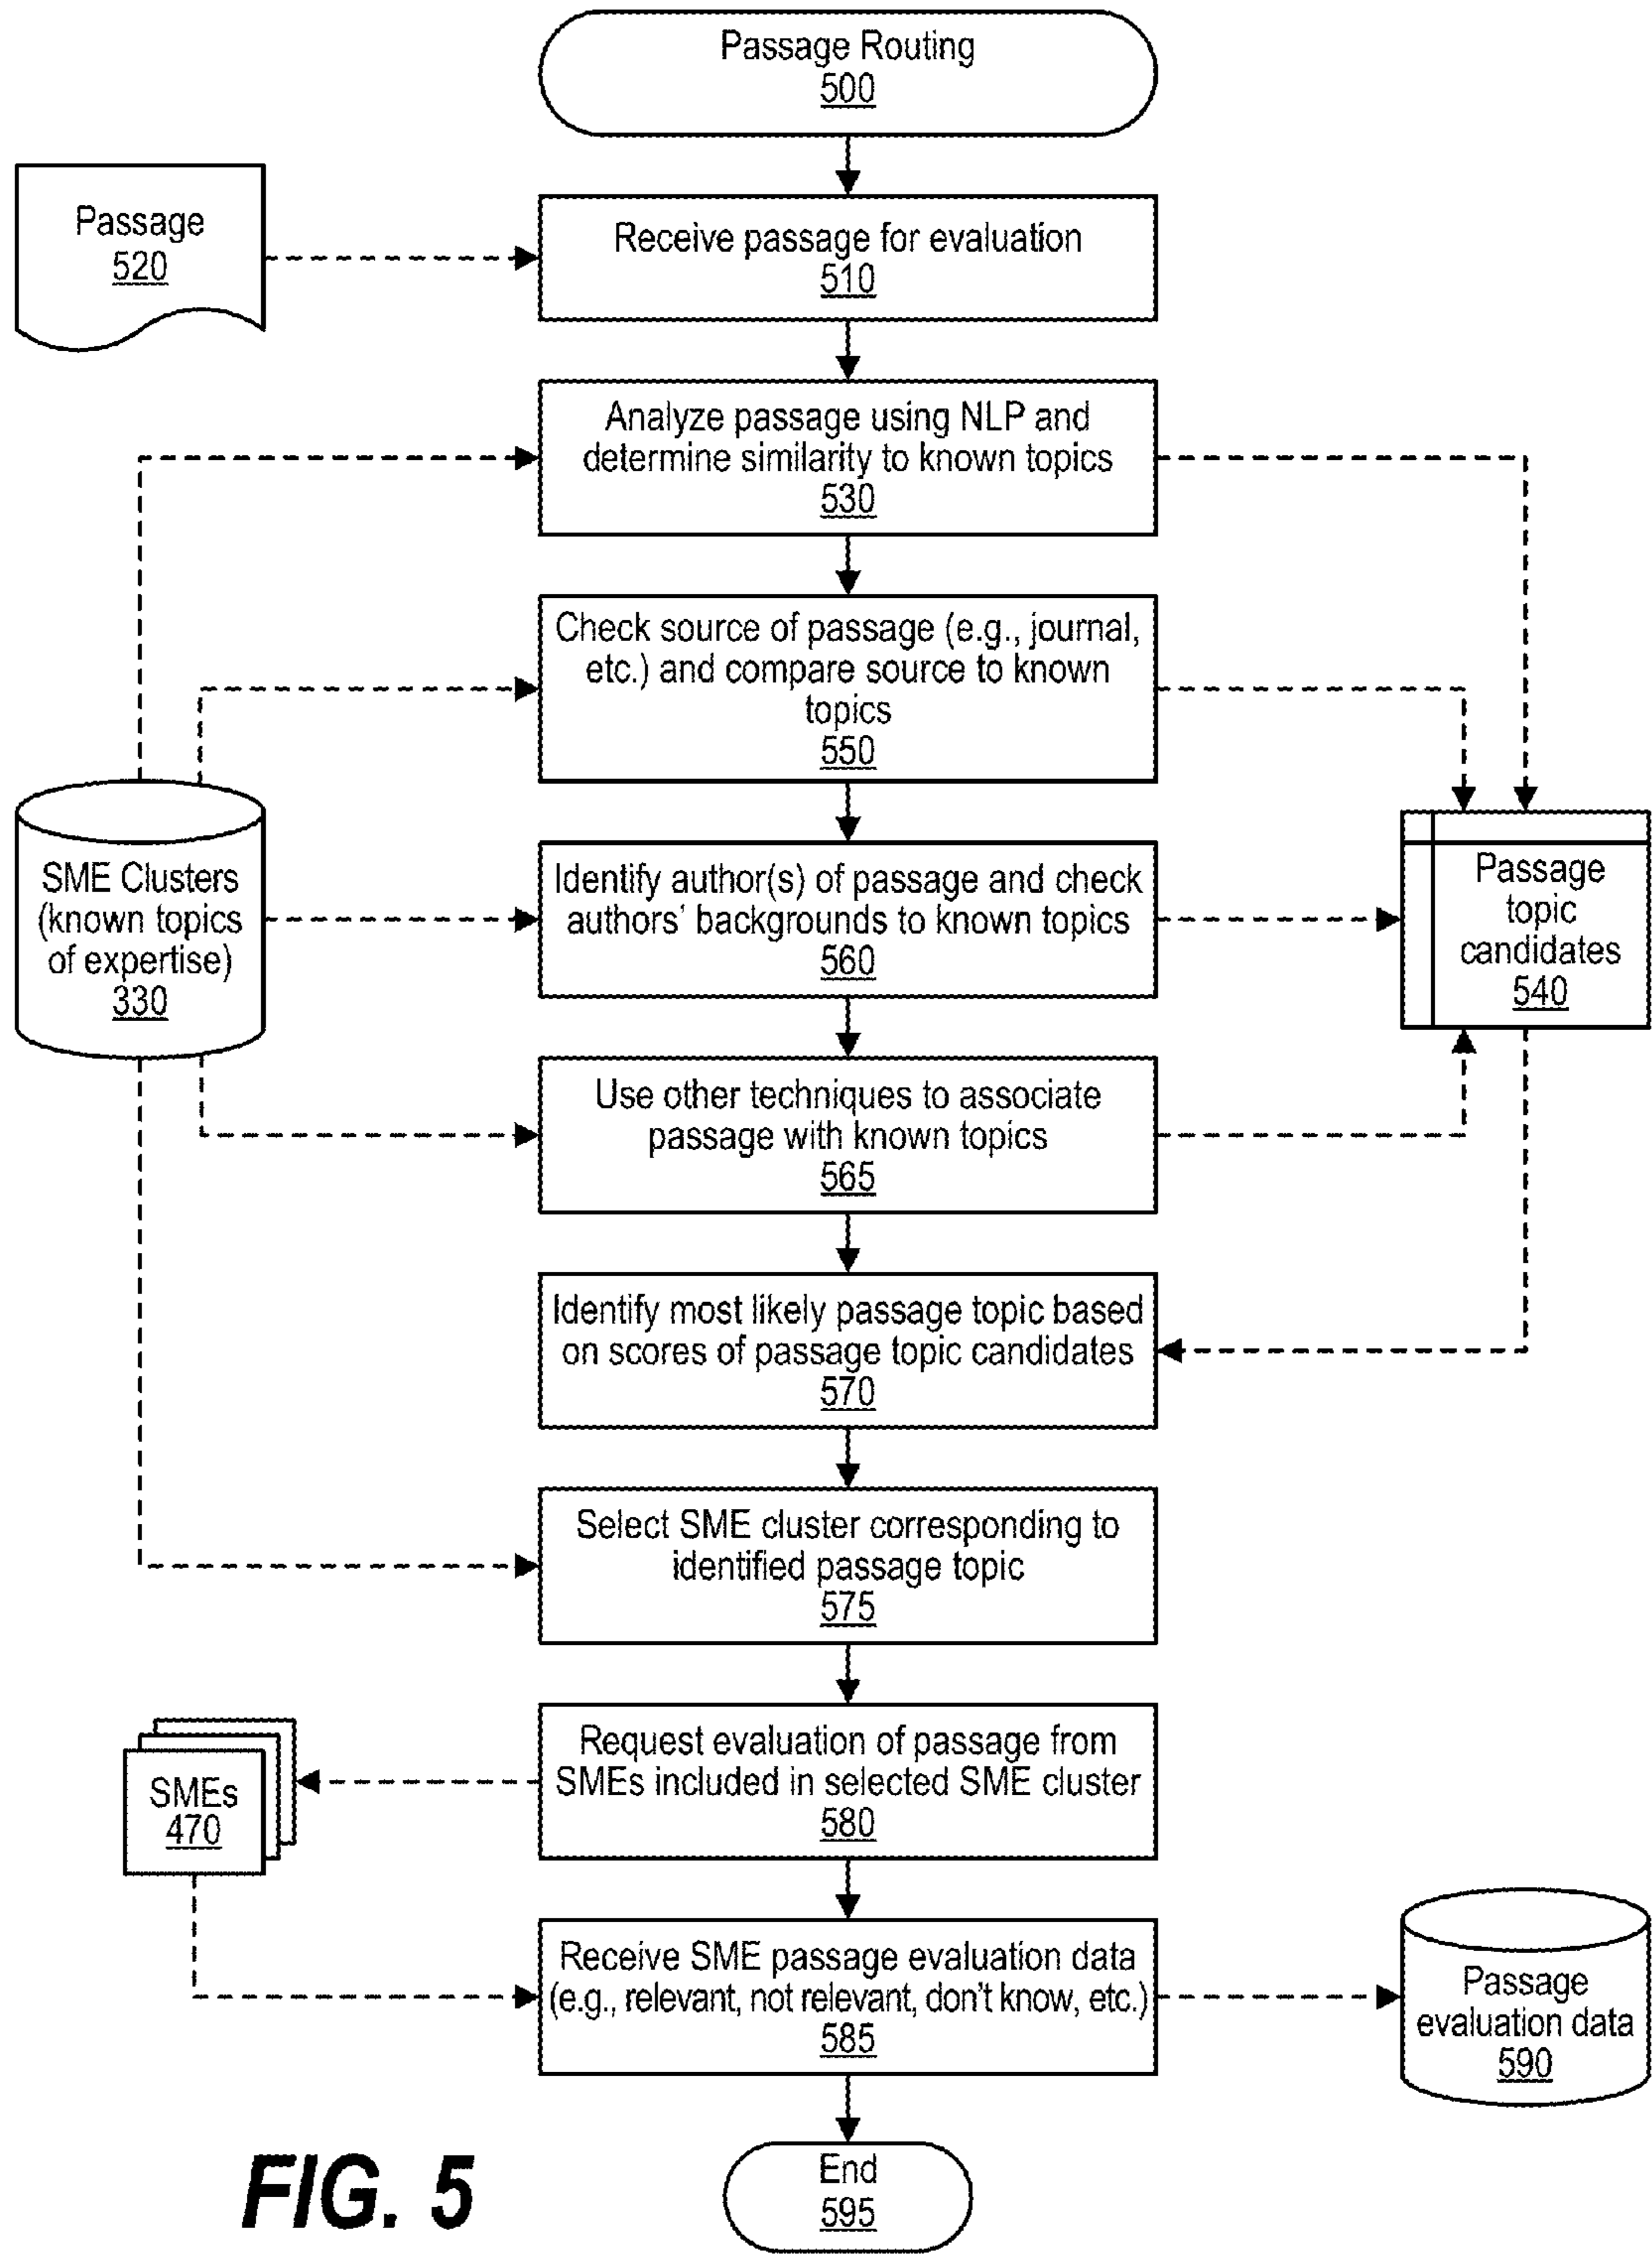 Passage Routing
500
Passage
520
Receive passage for evaluation
510
Analyze passage using NLP and
determine similarity to known topics
530
Check source of passage (e.g., journal,
etc.) and compare source to known
topics
550
SME Clusters
(known topics
of expertise)
330
Identify author(s) of passage and check
authors' backgrounds to known topics
560
Passage
topic
candidates
540
Use other techniques to associate
passage with known topics
565
Identify most likely passage topic based
on scores of passage topic candidates
570
Select SME cluster corresponding to
identified passage topic
575
Request evaluation of passage from
SMEs included in selected SME cluster
580
SMEs
470
Receive SME passage evaluation data
(e.g., relevant, not relevant, don't know, etc.)
585
Passage
evaluation data
590
End
595
FIG. 5